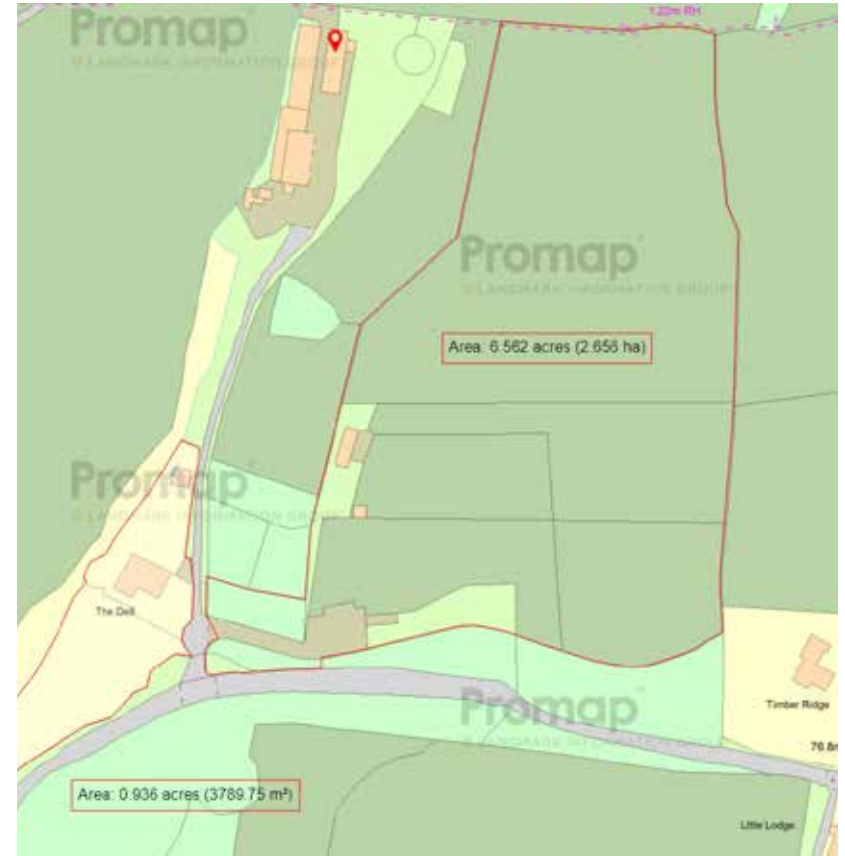 1.22m RH
Promap
© LANDMARK INFORMATION GROUP
Promap
© LANDMARK INFORMATION GROUP
Area: 6.562 acres (2.656 ha)
Promap
© LANDMARK INFORMATION GROUP
The Dell
Promap
© LANDMARK INFORMATION GROUP
Timber Ridge
76.8m
Area: 0.936 acres (3789.75 m²)
Little Lodge